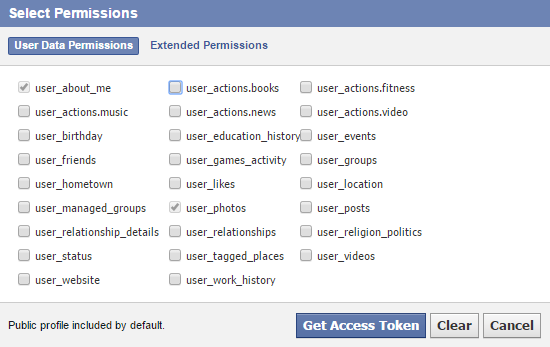 Select Permissions
User Data Permissions Extended Permissions
user_about_me user_actions.books user_actions.fitness
user_actions.music user_actions.news user_actions.video
user_birthday user_education_history user_events
user_friends user_games_activity user_groups
user_hometown user_likes user_location
user_managed_groups user_photos user_posts
user_relationship_details user_relationships user_religion_politics
user_status user_tagged_places user_videos
user_website user_work_history
Public profile included by default. Get Access Token Clear Cancel